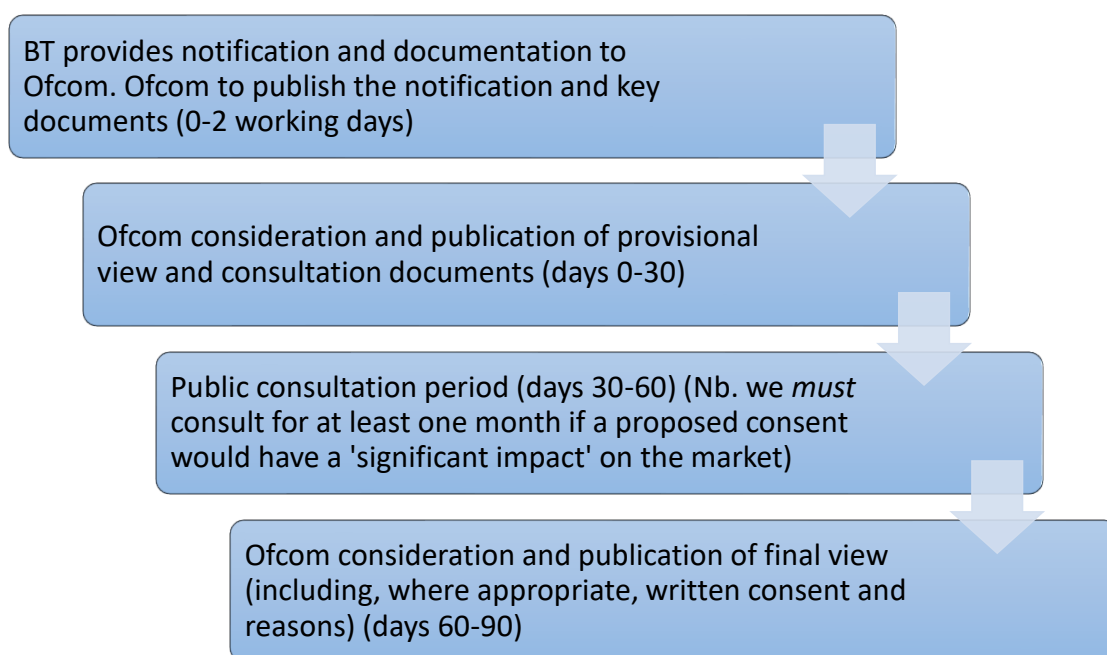 BT provides notification and documentation to
Ofcom. Ofcom to publish the notification and key
documents (0-2 working days)
Ofcom consideration and publication of provisional
view and consultation documents (days 0-30)
Public consultation period (days 30-60) (Nb. we must
consult for at least one month if a proposed consent
would have a 'significant impact' on the market)
Ofcom consideration and publication of final view
(including, where appropriate, written consent and
reasons) (days 60-90)